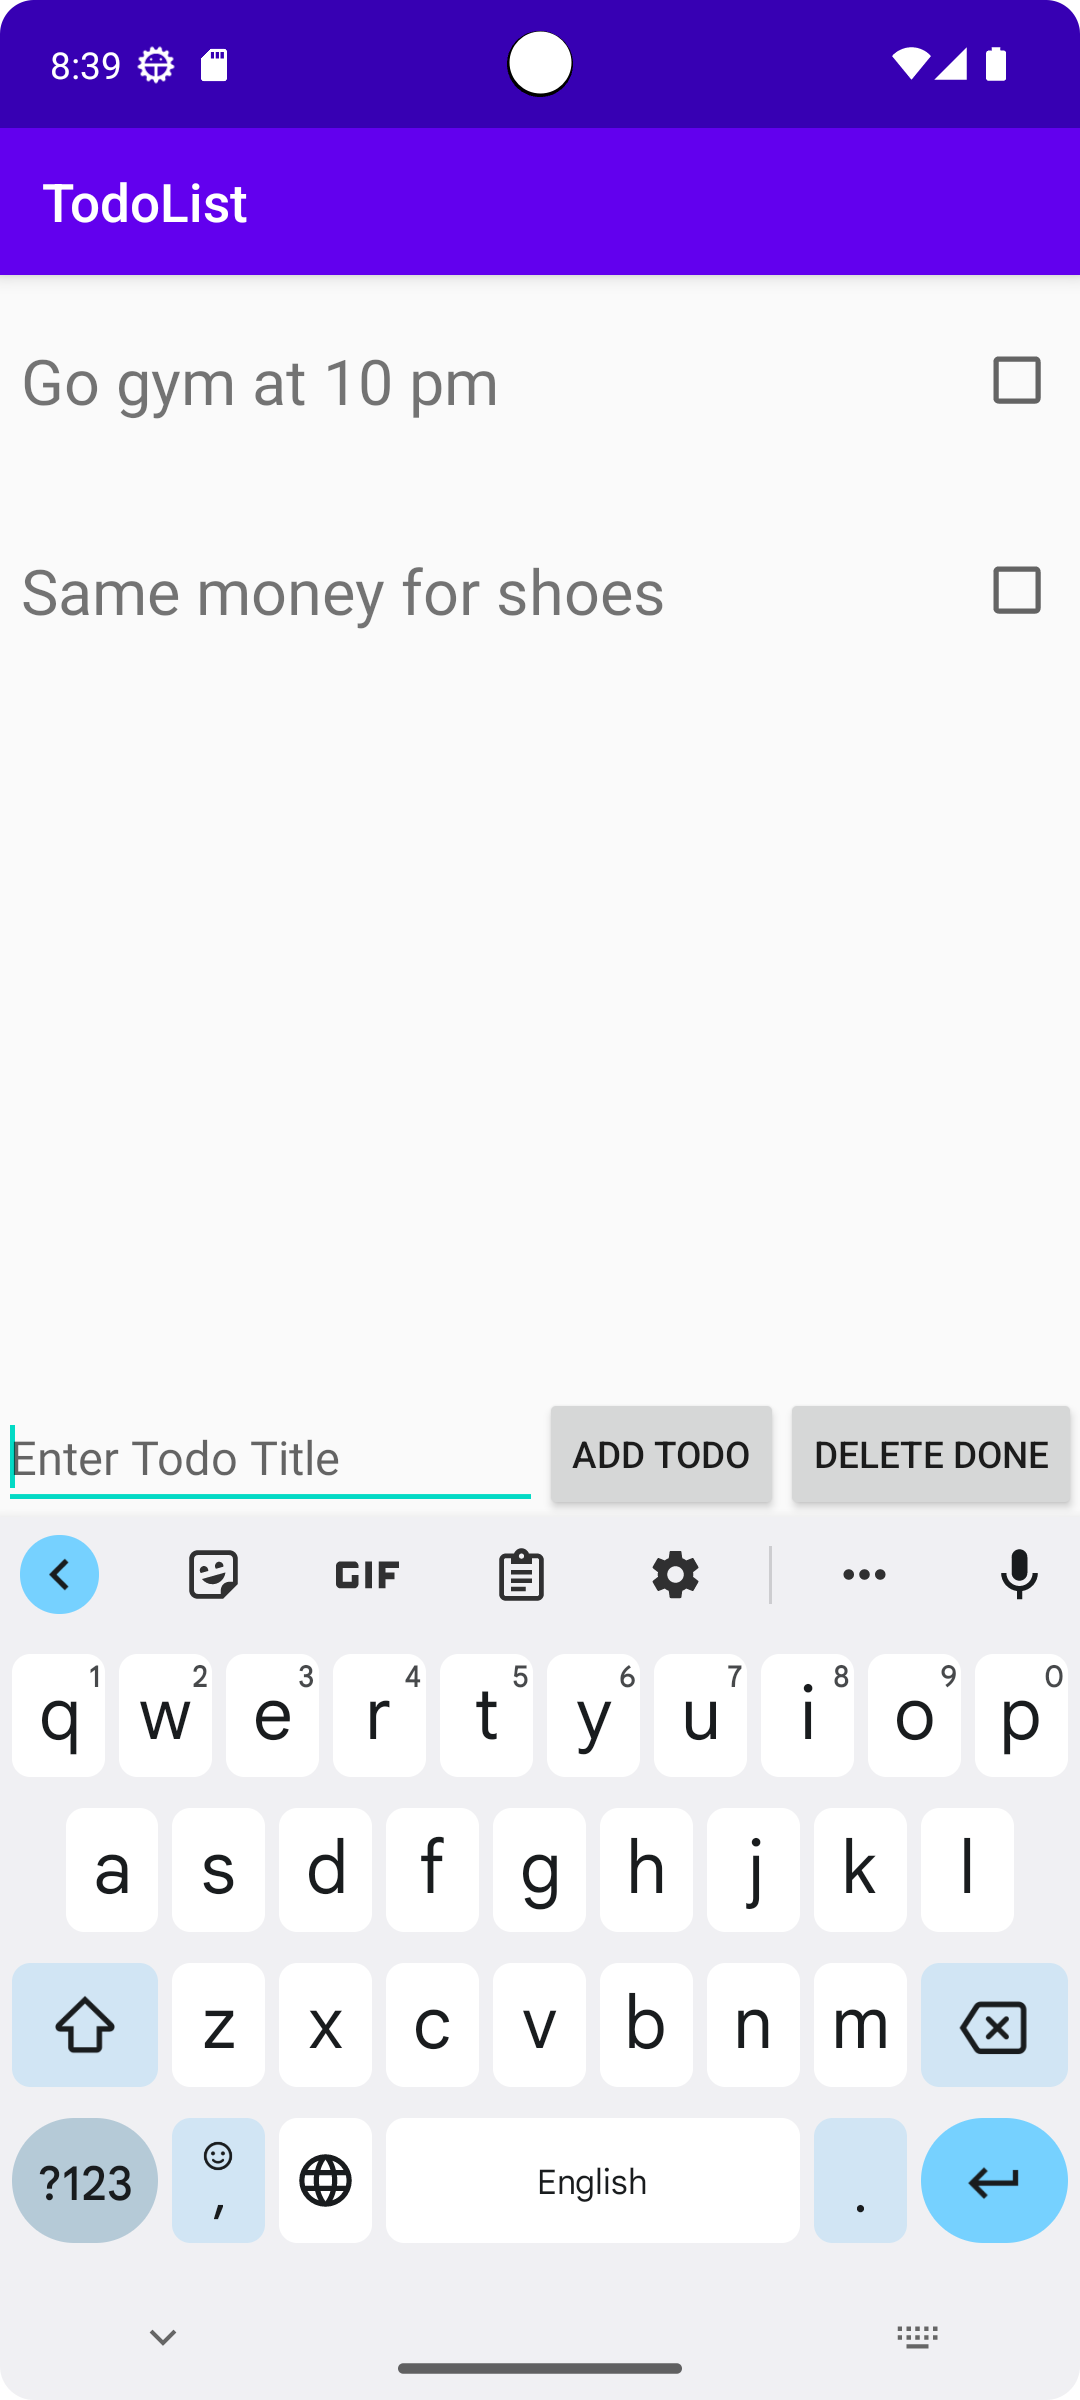 8:39
TodoList
Go gym at 10 pm
Same money for shoes
Enter Todo Title
ADD TODO
DELETE DONE
GIF
q 1 w 2 e 3 r 4 t 5 y 6 u 7 i 8 o 9 p 0
a s d f g h j k l
z x c v b n m
?123 , English .